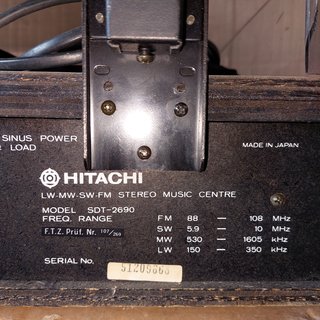 SINUS POWER
LOAD
MADE IN JAPAN
HITACHI
LW-MW-SW-FM STEREO MUSIC CENTRE
MODEL SDT-2690
FREQ. RANGE
FM 88 — 108 MHz
F.T.Z. Prüf. Nr. 107/269
SW 5.9 — 10 MHz
MW 530 — 1605 kHz
LW 150 — 350 kHz
SERIAL No.